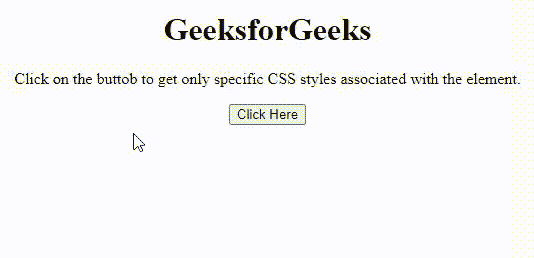 GeeksforGeeks
Click on the buttob to get only specific CSS styles associated with the element.
Click Here